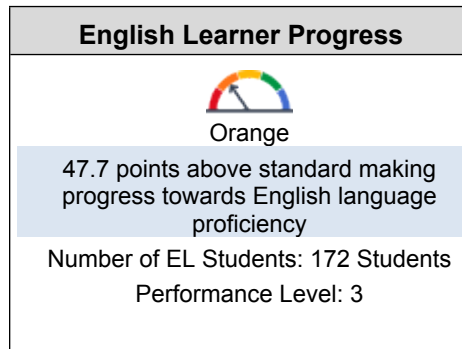 English Learner Progress
Orange
47.7 points above standard making
progress towards English language
proficiency
Number of EL Students: 172 Students
Performance Level: 3